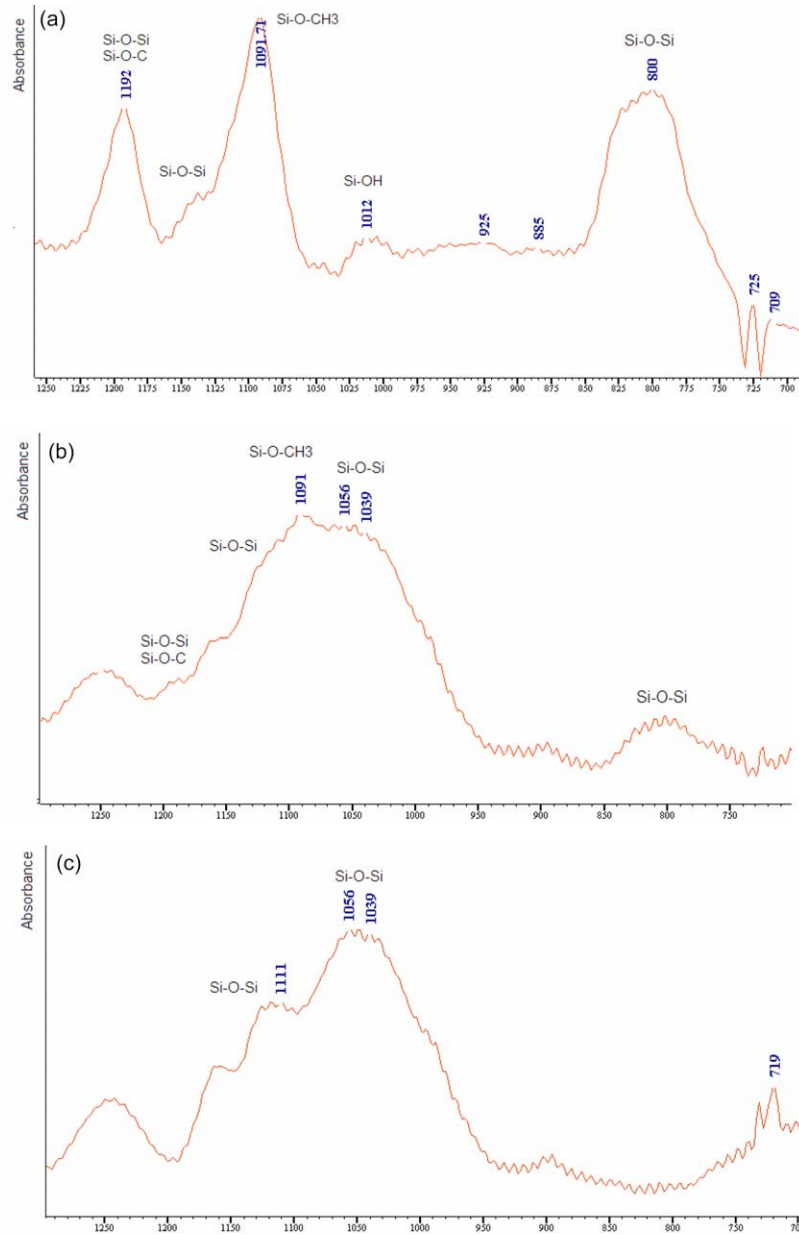 (a)
Absorbance
Si-O-Si
Si-O-C
1192
Si-O-Si
Si-O-CH3
1091.71
Si-OH
1012
925
885
Si-O-Si
800
725
709
1250 1225 1200 1175 1150 1125 1100 1075 1050 1025 1000 975 950 925 900 875 850 825 800 775 750 725 700
(b)
Absorbance
Si-O-Si
Si-O-C
Si-O-Si
Si-O-CH3
1091
Si-O-Si
1056
1039
Si-O-Si
1250 1200 1150 1100 1050 1000 950 900 850 800 750
(c)
Absorbance
Si-O-Si
1111
Si-O-Si
1056
1039
719
1250 1200 1150 1100 1050 1000 950 900 850 800 750 700